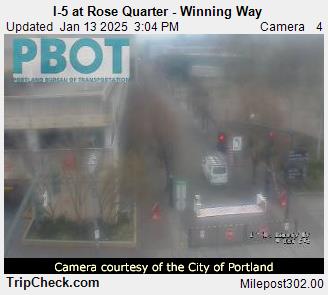 I-5 at Rose Quarter - Winning Way
Updated Jan 13 2025 3:04 PM Camera 4
PBOT
PORTLAND BUREAU OF TRANSPORTATION
Camera courtesy of the City of Portland
TripCheck.com Milepost302.00